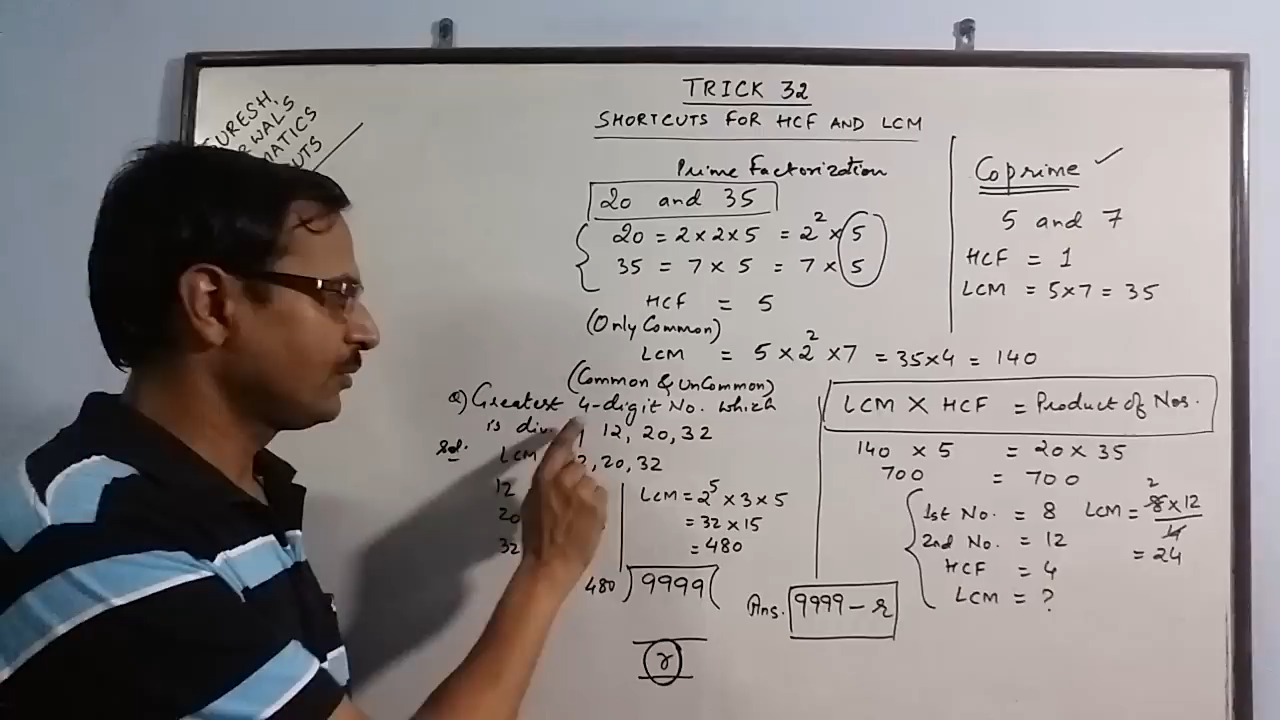 SURESH
TRICK 32
SHORTCUTS FOR HCF AND LCM
Prime Factorization
20 and 35
20 = 2 × 2 × 5 = 2² × 5
35 = 7 × 5 = 7 × 5
HCF = 5
(Only Common)
LCM = 5 × 2² × 7 = 35×4 = 140
(Common & UnCommon)
Coprime ✓
5 and 7
HCF = 1
LCM = 5×7 = 35
Q) Greatest 4-digit No. which
is 12, 20, 32
Sol. LCM 20, 32
12
20
32
LCM = 2⁵ × 3 × 5
= 32 × 15
= 480
480 ) 9999 (
r
Ans. 9999 - r
LCM × HCF = Product of Nos.
140 × 5 = 20 × 35
700 = 700
1st No. = 8
2nd No. = 12
HCF = 4
LCM = ?
2
LCM = 8×12
4
= 24